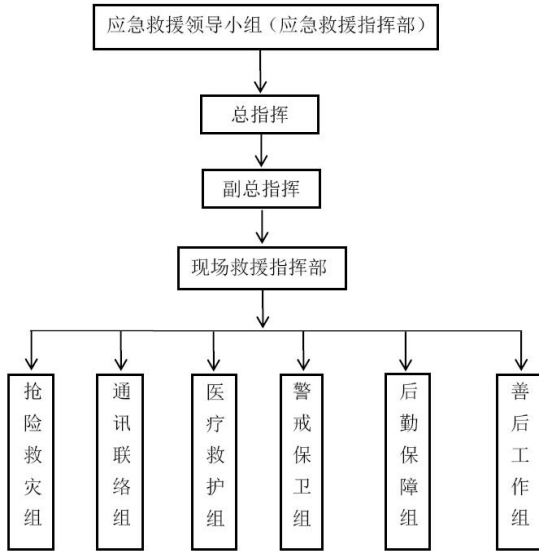 应急救援领导小组（应急救援指挥部）
总指挥
副总指挥
现场救援指挥部
抢险救灾组
通讯联络组
医疗救护组
警戒保卫组
后勤保障组
善后工作组